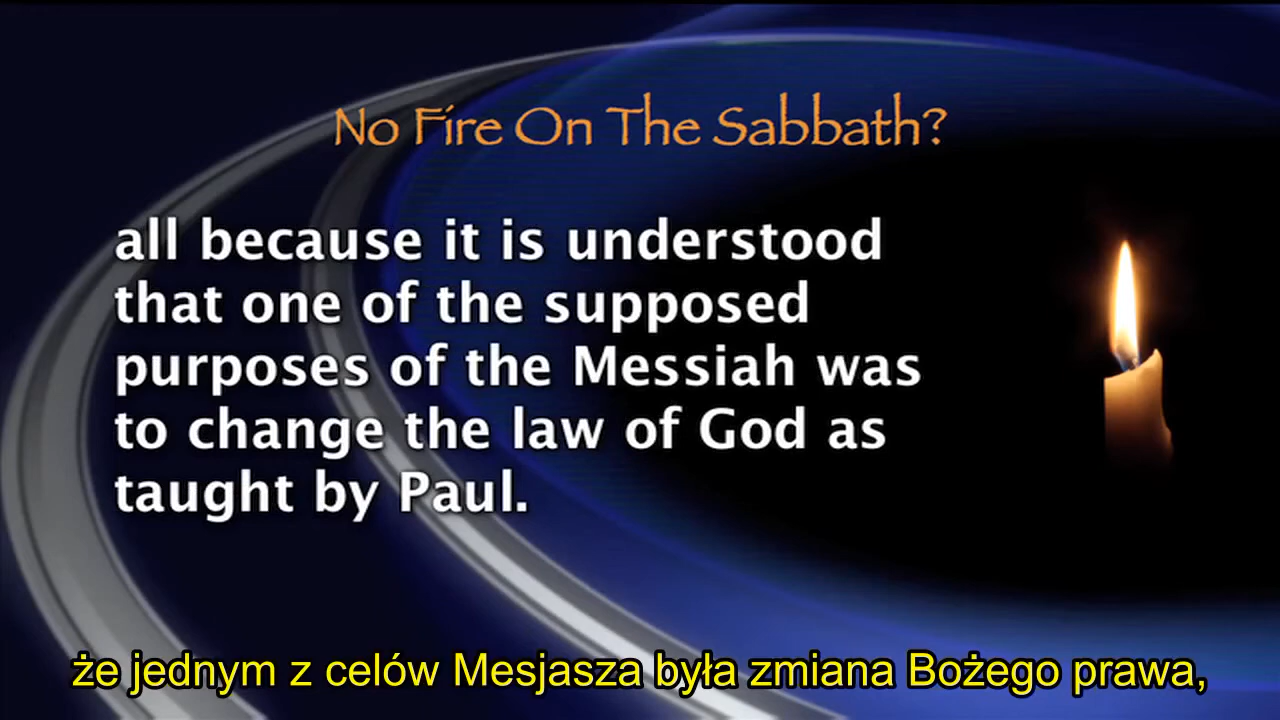 No Fire On The Sabbath?
all because it is understood
that one of the supposed
purposes of the Messiah was
to change the law of God as
taught by Paul.
że jednym z celów Mesjasza była zmiana Bożego prawa,